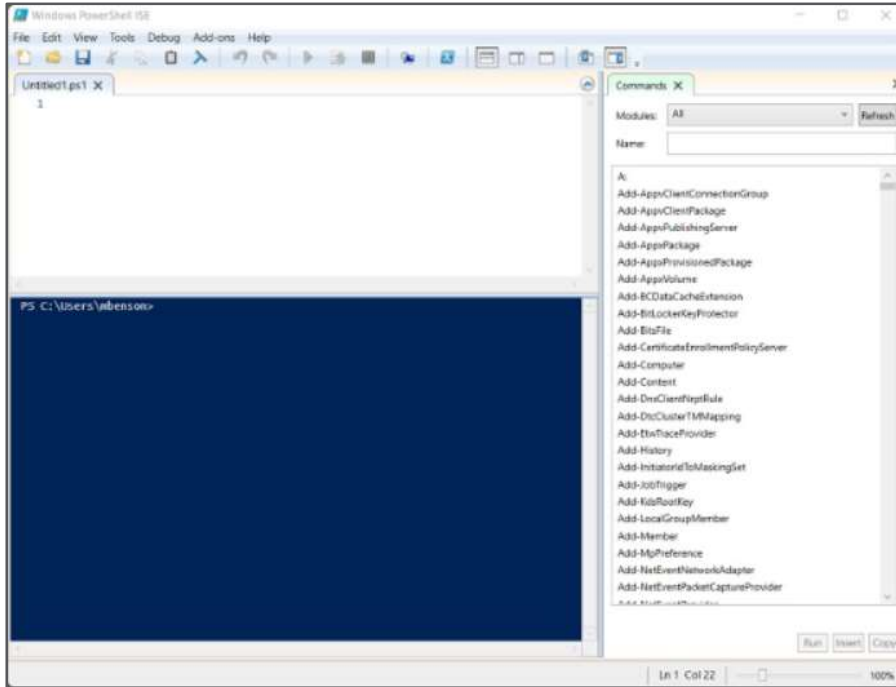 Windows PowerShell ISE
File Edit View Tools Debug Add-ons Help
Untitled1.ps1 X
1
PS C:\Users\mbenson>
Commands X
Modules: All Refresh
Name:
A:
Add-AppvClientConnectionGroup
Add-AppvClientPackage
Add-AppvPublishingServer
Add-AppxPackage
Add-AppxProvisionedPackage
Add-AppxVolume
Add-BCDataCacheExtension
Add-BitLockerKeyProtector
Add-BitsFile
Add-CertificateEnrollmentPolicyServer
Add-Computer
Add-Content
Add-DnsClientNrptRule
Add-DtcClusterTMMapping
Add-EtwTraceProvider
Add-History
Add-InitiatorIdToMaskingSet
Add-JobTrigger
Add-KdsRootKey
Add-LocalGroupMember
Add-Member
Add-MpPreference
Add-NetEventNetworkAdapter
Add-NetEventPacketCaptureProvider
Add-NetEventProvider
Run Insert Copy
Ln 1 Col 22 100%